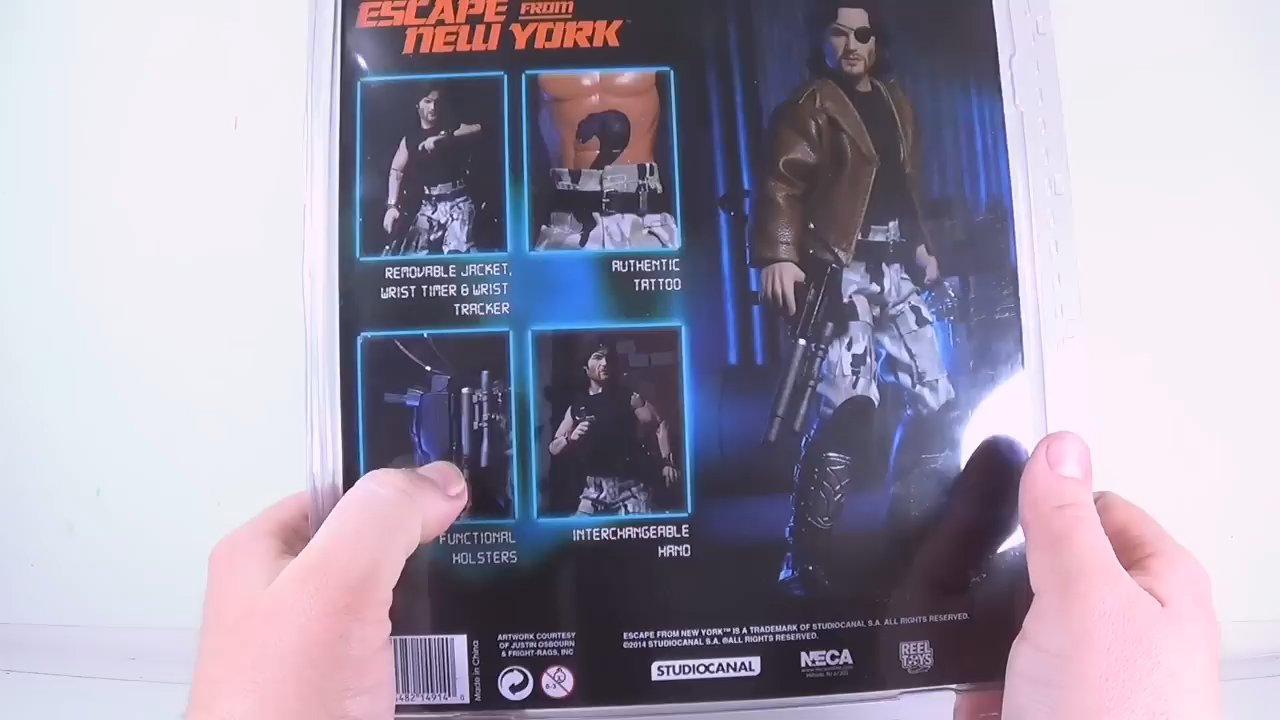 ESCAPE FROM
NEW YORK
REMOVABLE JACKET,
WRIST TIMER & WRIST
TRACKER
AUTHENTIC
TATTOO
FUNCTIONAL
HOLSTERS
INTERCHANGEABLE
HAND
Made in China
ARTWORK COURTESY
OF JUSTIN OSBOURN
& FRIGHT-RAGS, INC
ESCAPE FROM NEW YORK™ IS A TRADEMARK OF STUDIOCANAL S.A. ALL RIGHTS RESERVED.
©2014 STUDIOCANAL S.A. ®ALL RIGHTS RESERVED.
STUDIOCANAL
NECA
REEL
TOYS
0-3